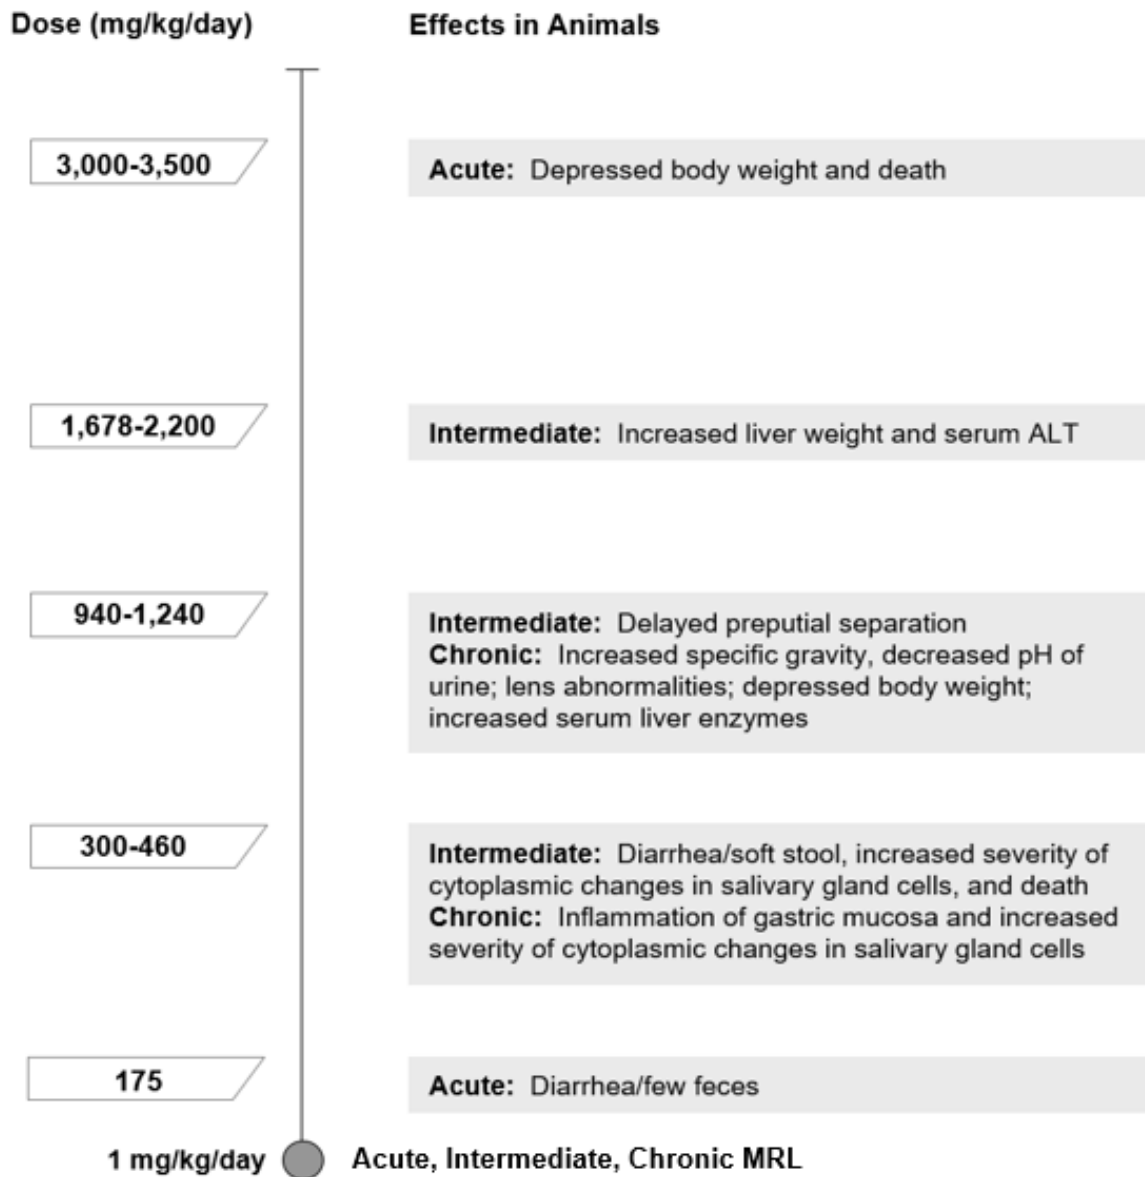 Dose (mg/kg/day)
Effects in Animals
3,000-3,500
Acute: Depressed body weight and death
1,678-2,200
Intermediate: Increased liver weight and serum ALT
940-1,240
Intermediate: Delayed preputial separation
Chronic: Increased specific gravity, decreased pH of
urine; lens abnormalities; depressed body weight;
increased serum liver enzymes
300-460
Intermediate: Diarrhea/soft stool, increased severity of
cytoplasmic changes in salivary gland cells, and death
Chronic: Inflammation of gastric mucosa and increased
severity of cytoplasmic changes in salivary gland cells
175
Acute: Diarrhea/few feces
1 mg/kg/day
Acute, Intermediate, Chronic MRL